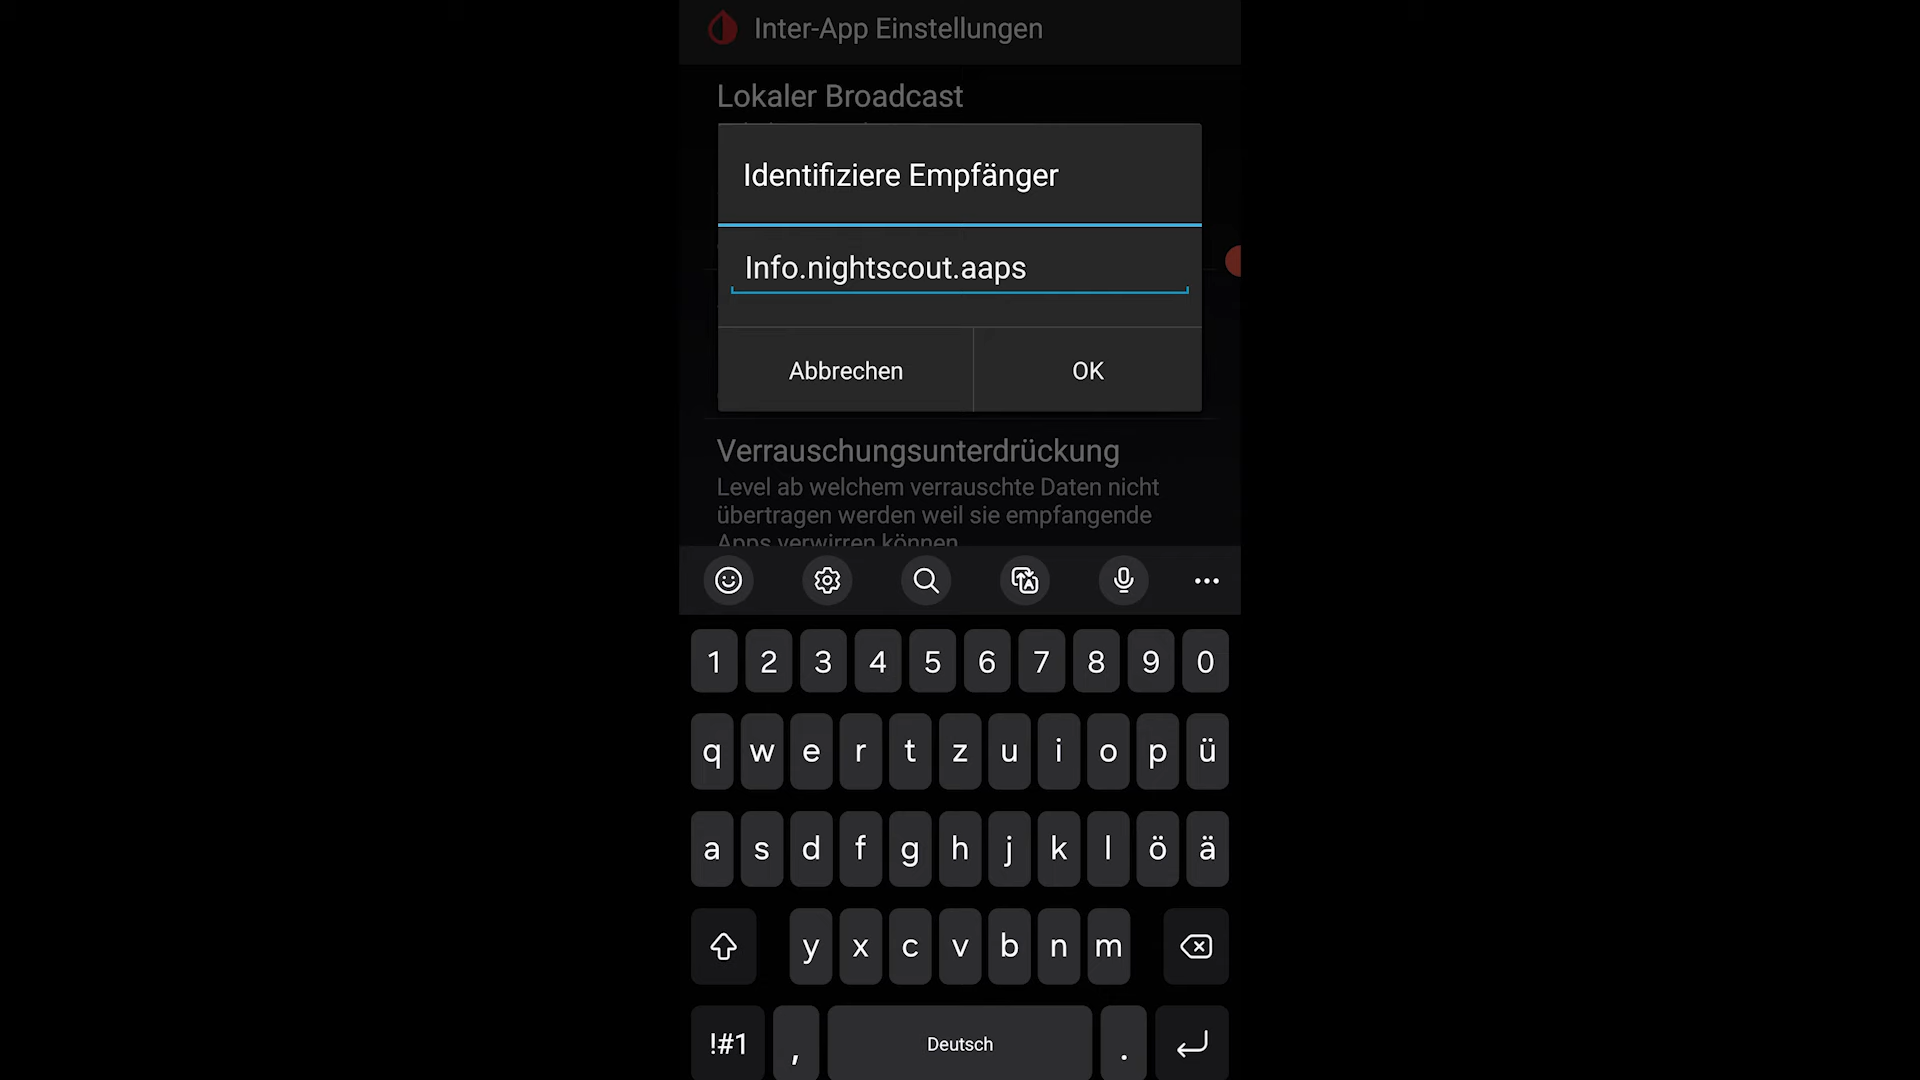 Inter-App Einstellungen
Lokaler Broadcast
Identifiziere Empfänger
Info.nightscout.aaps
Abbrechen OK
Verrauschungsunterdrückung
Level ab welchem verrauschte Daten nicht
übertragen werden weil sie empfangende
Apps verwirren können
1 2 3 4 5 6 7 8 9 0
q w e r t z u i o p ü
a s d f g h j k l ö ä
y x c v b n m
!#1 , Deutsch .